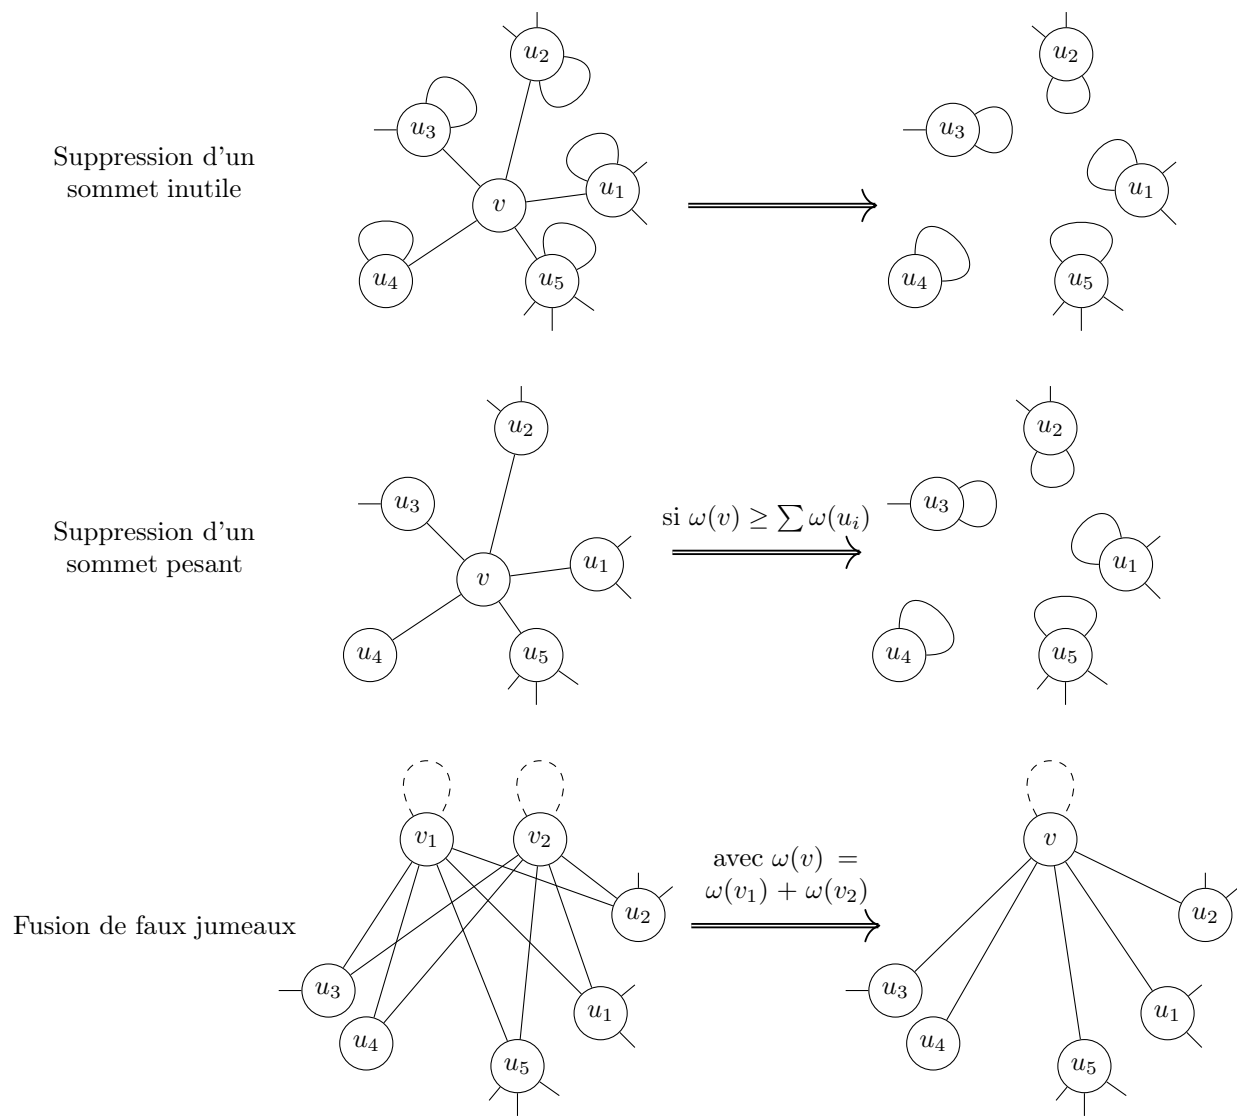 u₂
u₃
Suppression d'un
sommet inutile
u₁
v
u₄
u₅
u₂
u₃
u₁
u₄
u₅
u₂
u₃
Suppression d'un
sommet pesant
u₁
v
u₄
u₅
si ω(v) ≥ ∑ ω(uᵢ)
u₂
u₃
u₁
u₄
u₅
v₁
v₂
u₂
Fusion de faux jumeaux
u₃
u₁
u₄
u₅
avec ω(v) =
ω(v₁) + ω(v₂)
v
u₂
u₃
u₁
u₄
u₅